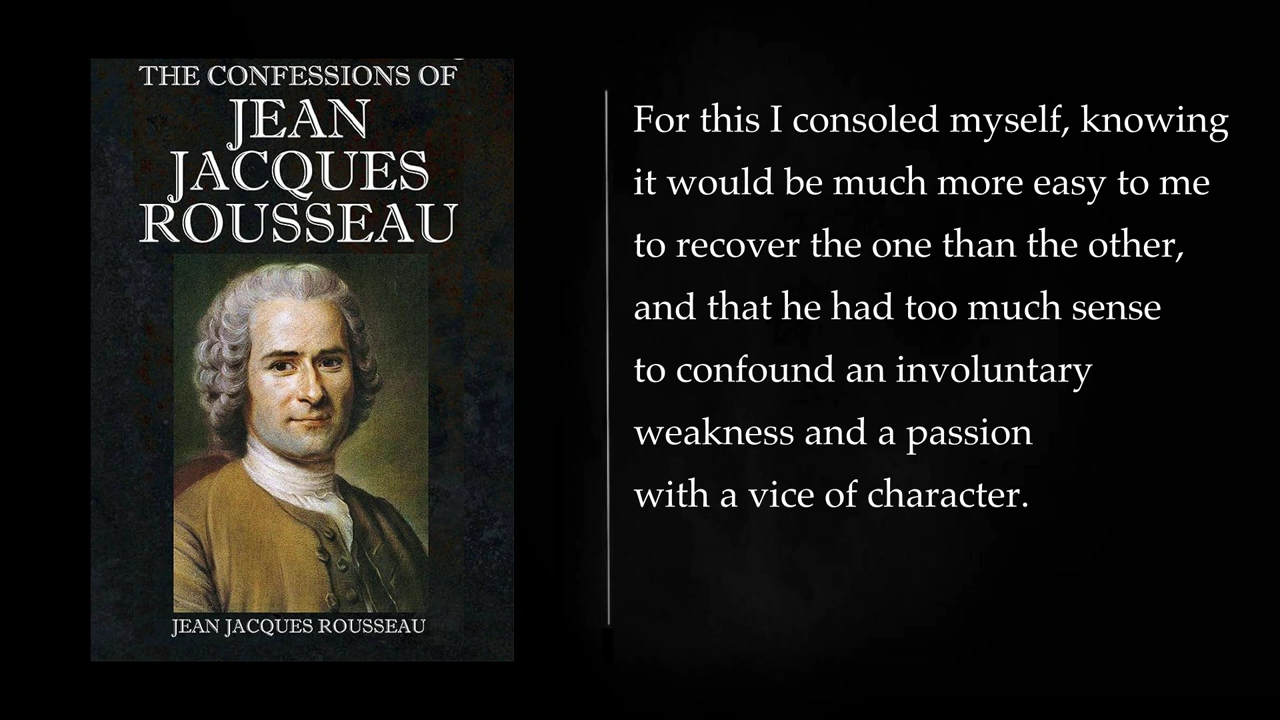 THE CONFESSIONS OF
JEAN
JACQUES
ROUSSEAU
JEAN JACQUES ROUSSEAU
For this I consoled myself, knowing
it would be much more easy to me
to recover the one than the other,
and that he had too much sense
to confound an involuntary
weakness and a passion
with a vice of character.